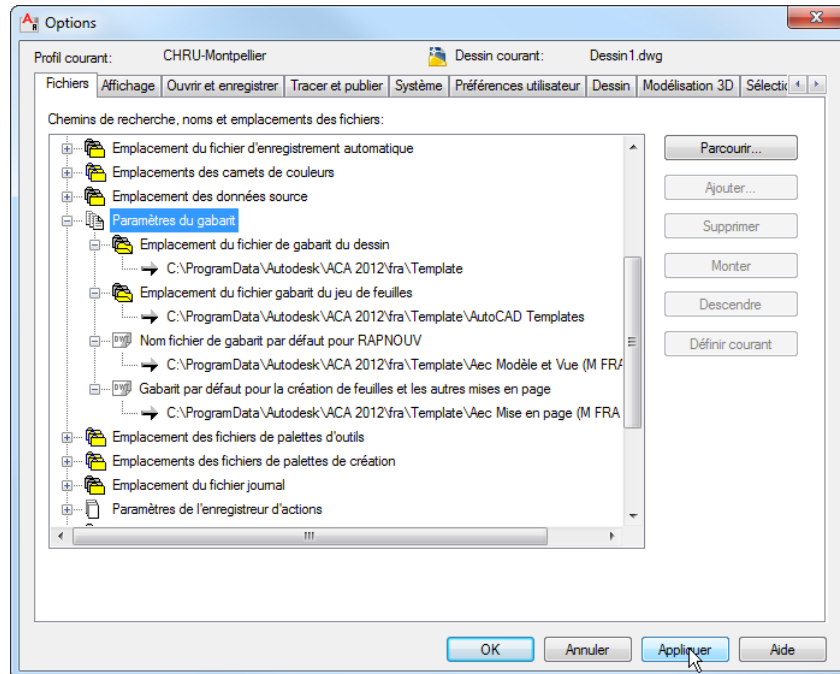 Options
Profil courant: CHRU-Montpellier Dessin courant: Dessin1.dwg
Fichiers Affichage Ouvrir et enregistrer Tracer et publier Système Préférences utilisateur Dessin Modélisation 3D Sélectic
Chemins de recherche, noms et emplacements des fichiers:
Emplacement du fichier d'enregistrement automatique
Emplacements des carnets de couleurs
Emplacement des données source
Paramètres du gabarit
Emplacement du fichier de gabarit du dessin
C:\ProgramData\Autodesk\ACA 2012\fra\Template
Emplacement du fichier gabarit du jeu de feuilles
C:\ProgramData\Autodesk\ACA 2012\fra\Template\AutoCAD Templates
Nom fichier de gabarit par défaut pour RAPNOUV
C:\ProgramData\Autodesk\ACA 2012\fra\Template\Aec Modèle et Vue (M FRA
Gabarit par défaut pour la création de feuilles et les autres mises en page
C:\ProgramData\Autodesk\ACA 2012\fra\Template\Aec Mise en page (M FRA
Emplacement des fichiers de palettes d'outils
Emplacements des fichiers de palettes de création
Emplacement du fichier journal
Paramètres de l'enregistreur d'actions
Parcourir...
Ajouter...
Supprimer
Monter
Descendre
Définir courant
OK Annuler Appliquer Aide